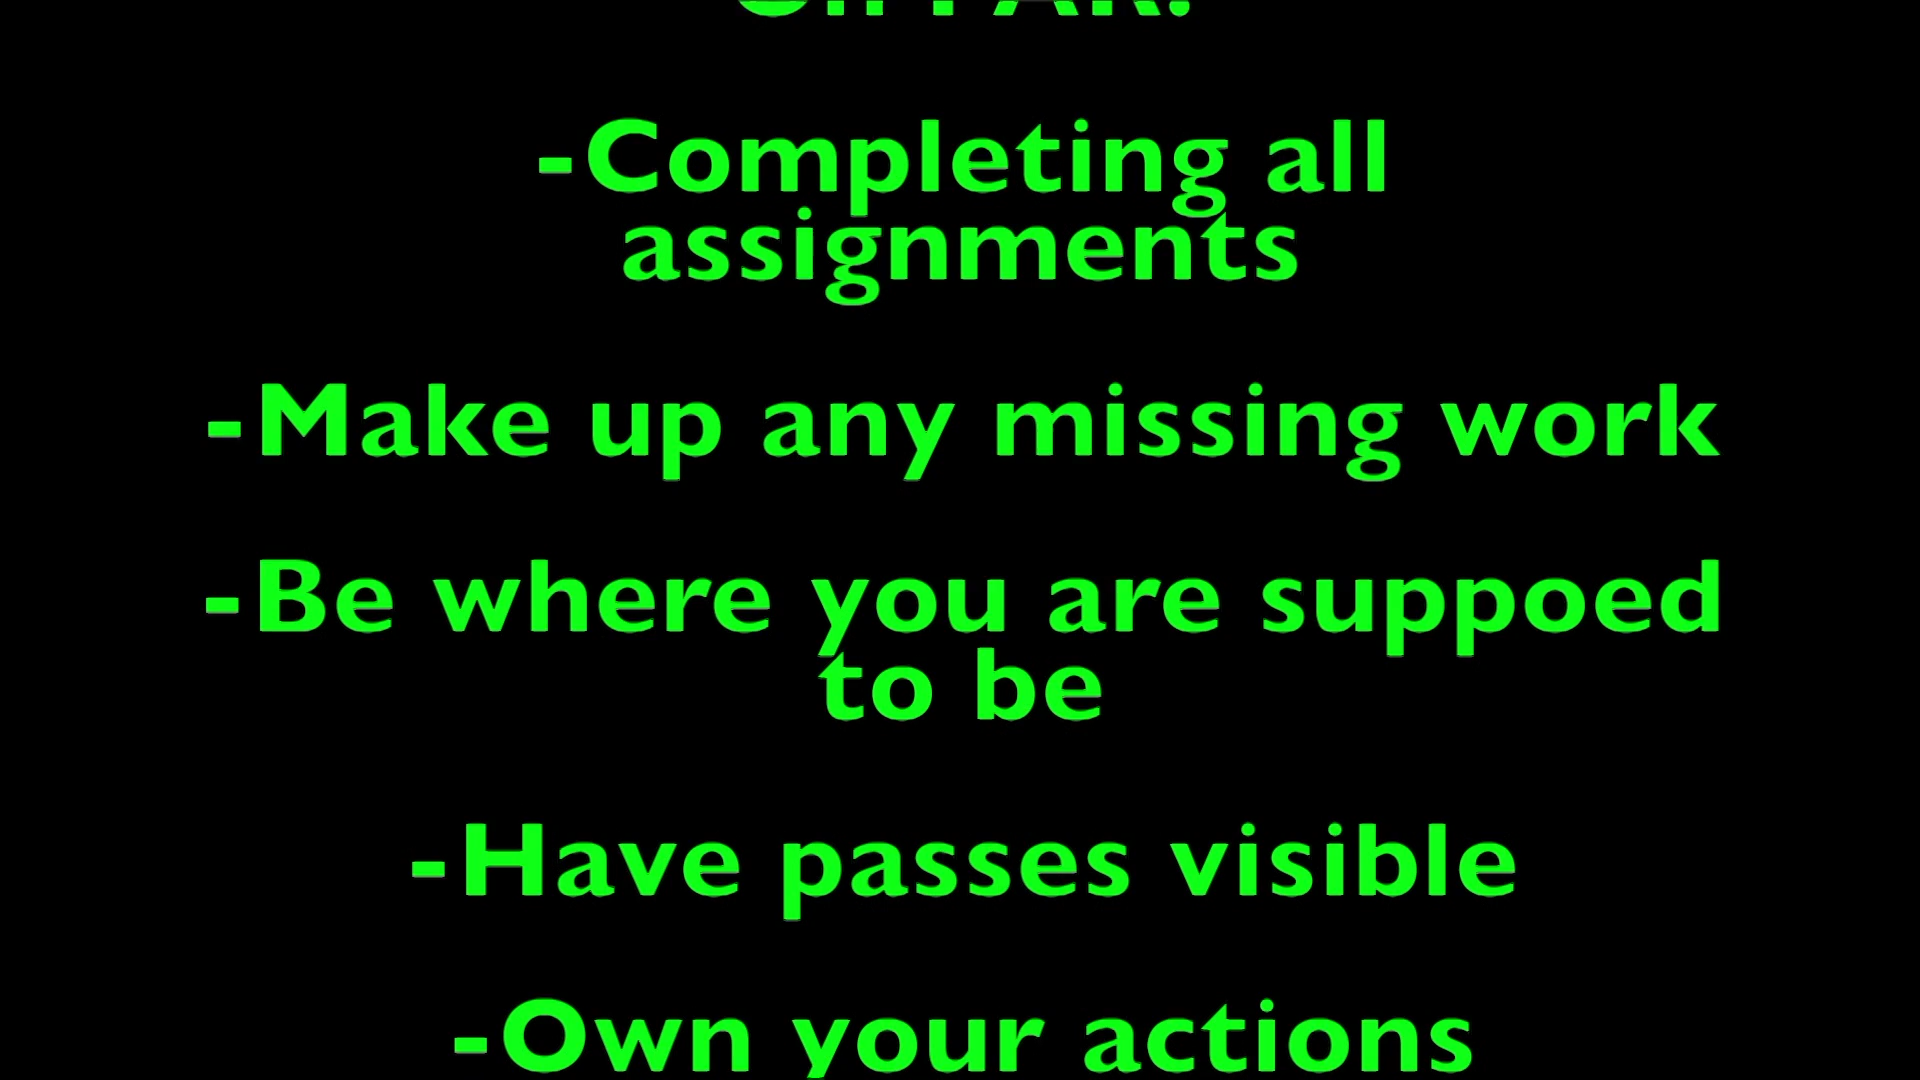 -Completing all
assignments
-Make up any missing work
-Be where you are suppoed
to be
-Have passes visible
-Own your actions